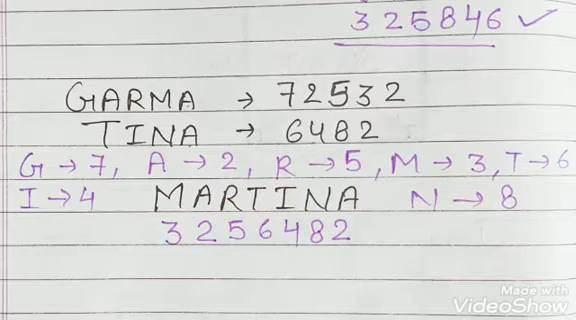 325846 ✓
GARMA → 72532
TINA → 6482
G → 7, A → 2, R → 5, M → 3, T → 6
I → 4 MARTINA N → 8
3256482
Made with
VideoShow